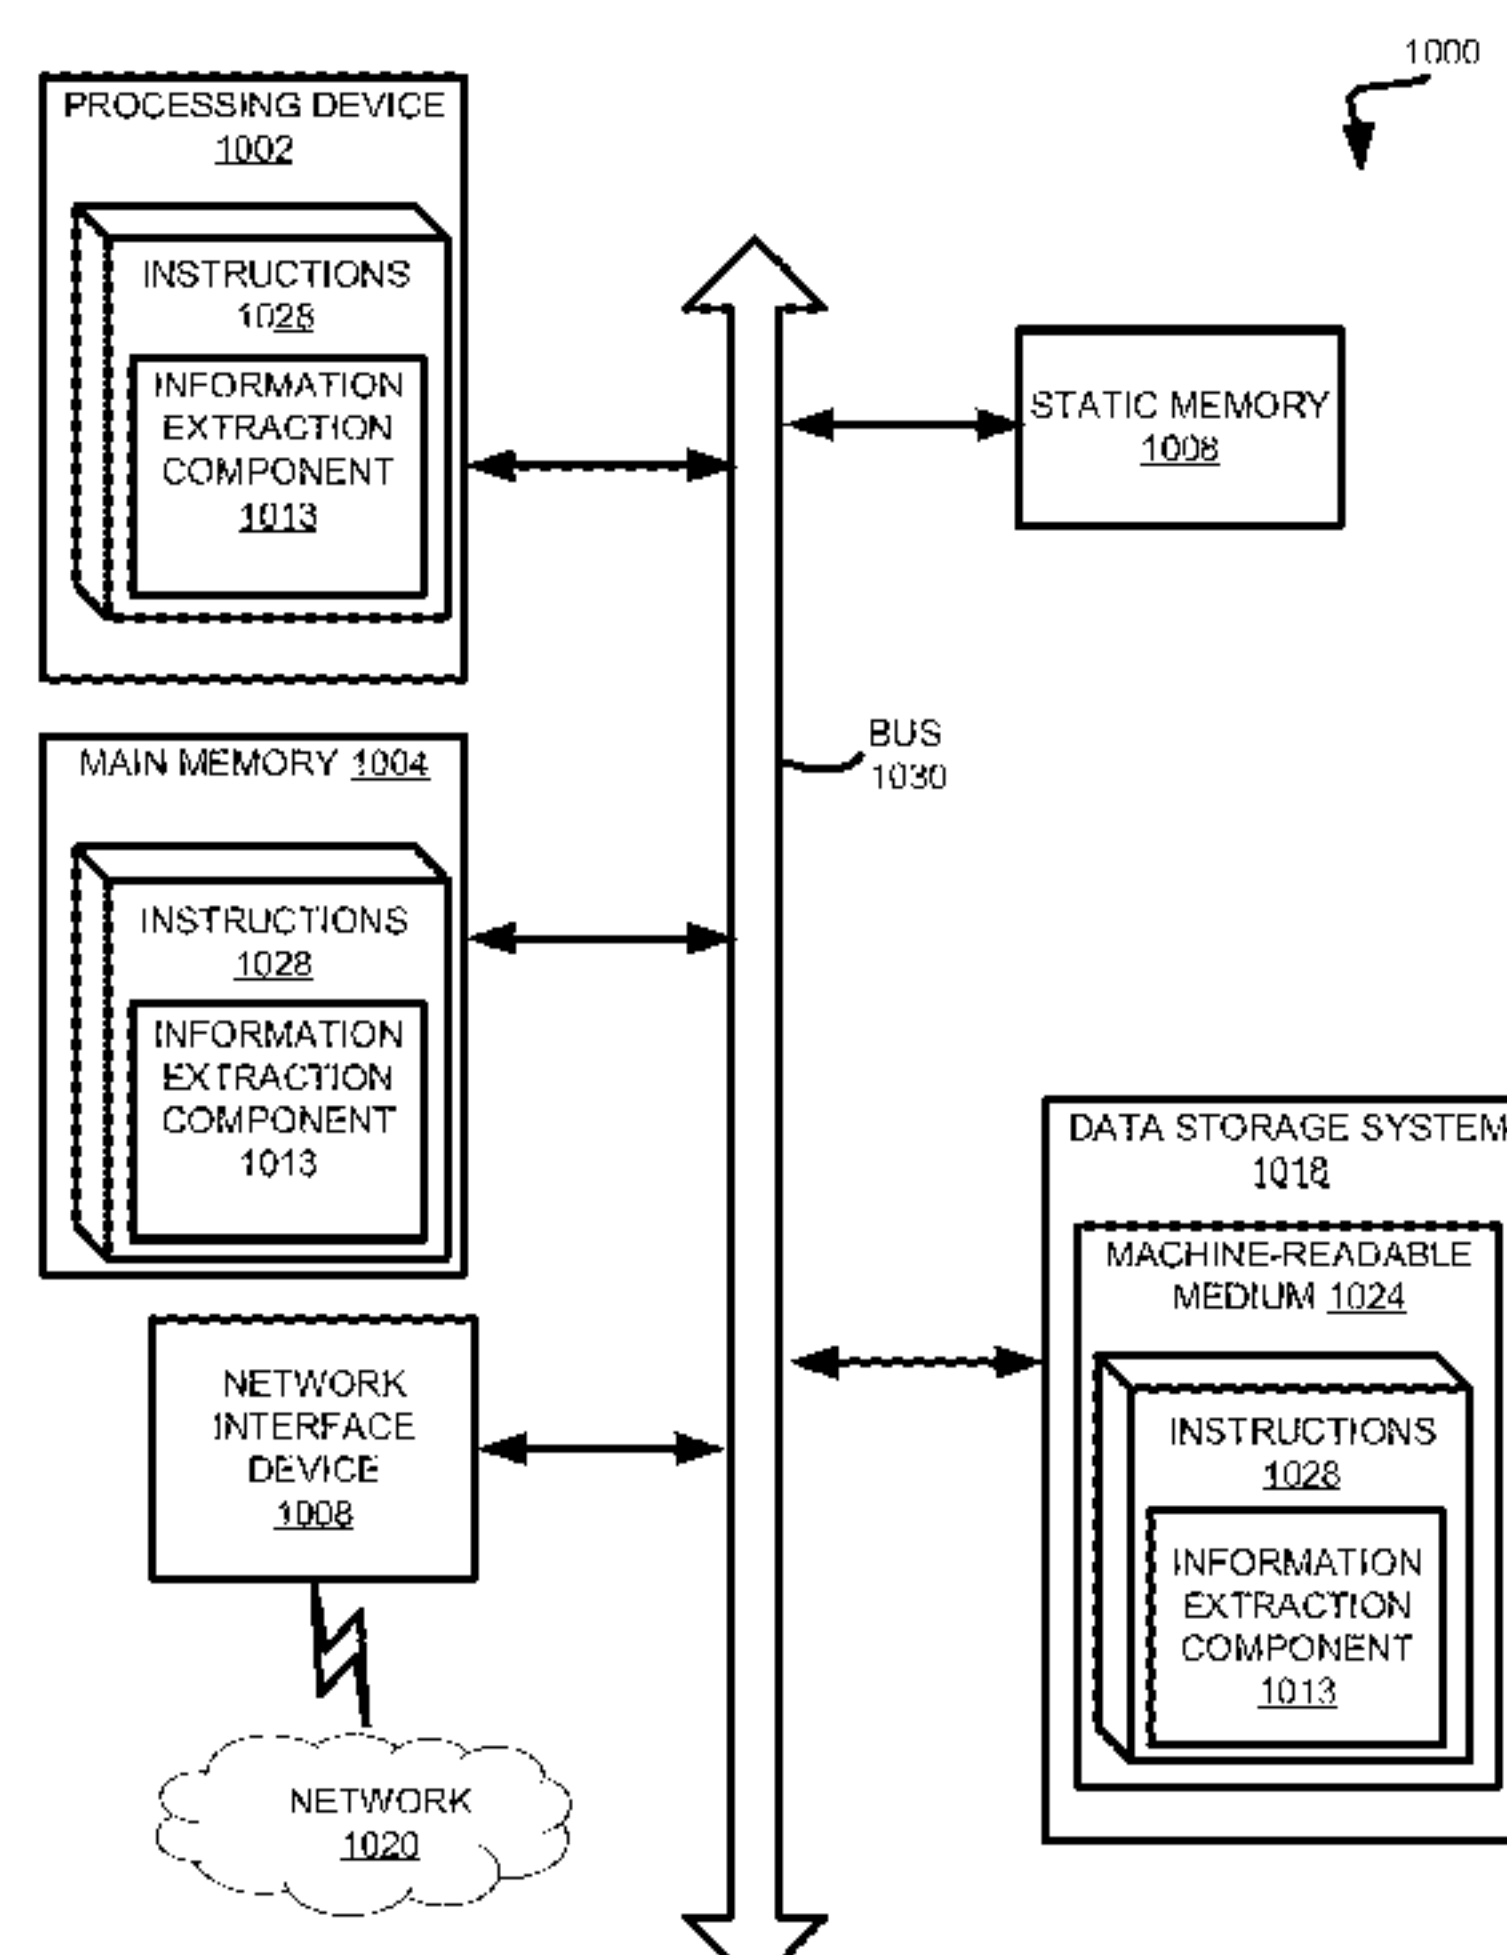 1000
PROCESSING DEVICE
1002
INSTRUCTIONS
1028
INFORMATION
EXTRACTION
COMPONENT
1013
STATIC MEMORY
1008
BUS
1030
MAIN MEMORY 1004
INSTRUCTIONS
1028
INFORMATION
EXTRACTION
COMPONENT
1013
DATA STORAGE SYSTEM
1018
MACHINE-READABLE
MEDIUM 1024
INSTRUCTIONS
1028
INFORMATION
EXTRACTION
COMPONENT
1013
NETWORK
INTERFACE
DEVICE
1008
NETWORK
1020